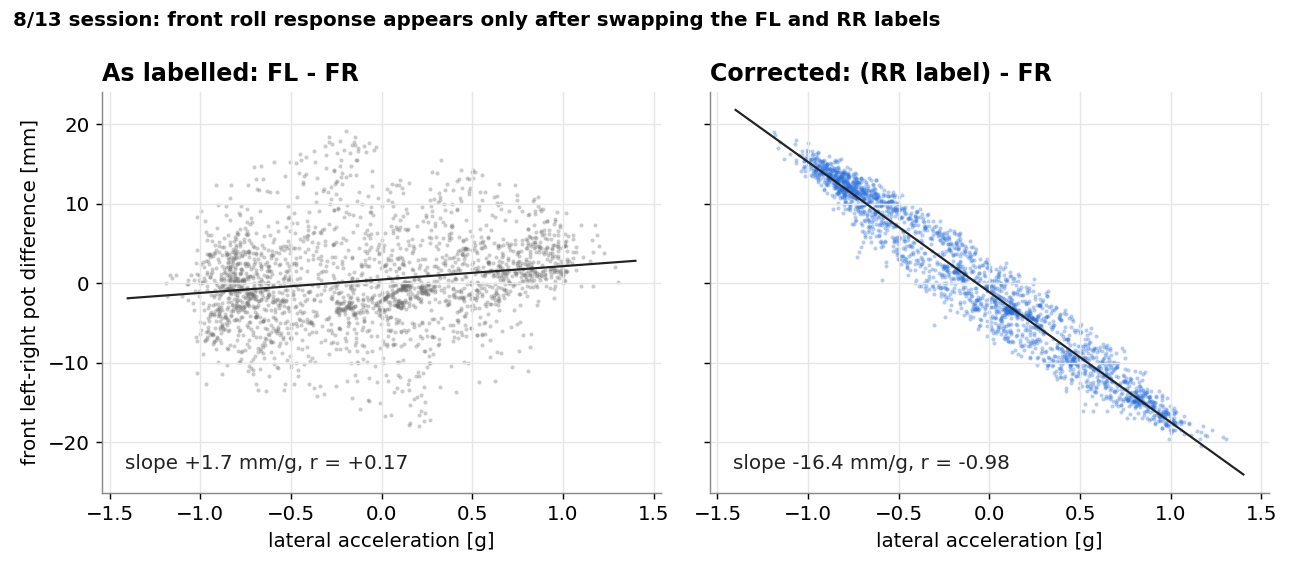 8/13 session: front roll response appears only after swapping the FL and RR labels
As labelled: FL - FR
Corrected: (RR label) - FR
front left-right pot difference [mm]
20
10
0
−10
−20
slope +1.7 mm/g, r = +0.17
slope -16.4 mm/g, r = -0.98
−1.5 −1.0 −0.5 0.0 0.5 1.0 1.5
−1.5 −1.0 −0.5 0.0 0.5 1.0 1.5
lateral acceleration [g]
lateral acceleration [g]